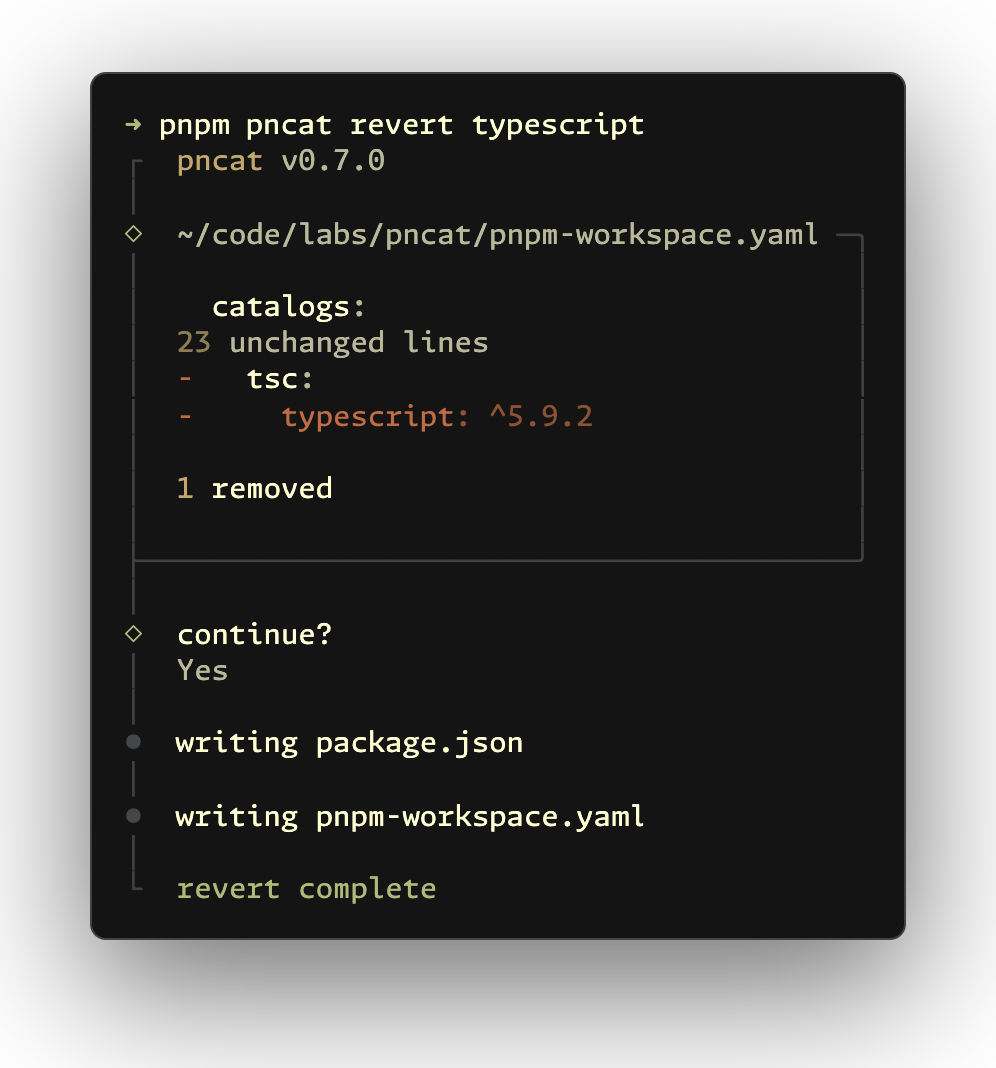 ➜ pnpm pncat revert typescript
pncat v0.7.0
~/code/labs/pncat/pnpm-workspace.yaml
catalogs:
23 unchanged lines
-   tsc:
-     typescript: ^5.9.2
1 removed
continue?
Yes
writing package.json
writing pnpm-workspace.yaml
revert complete